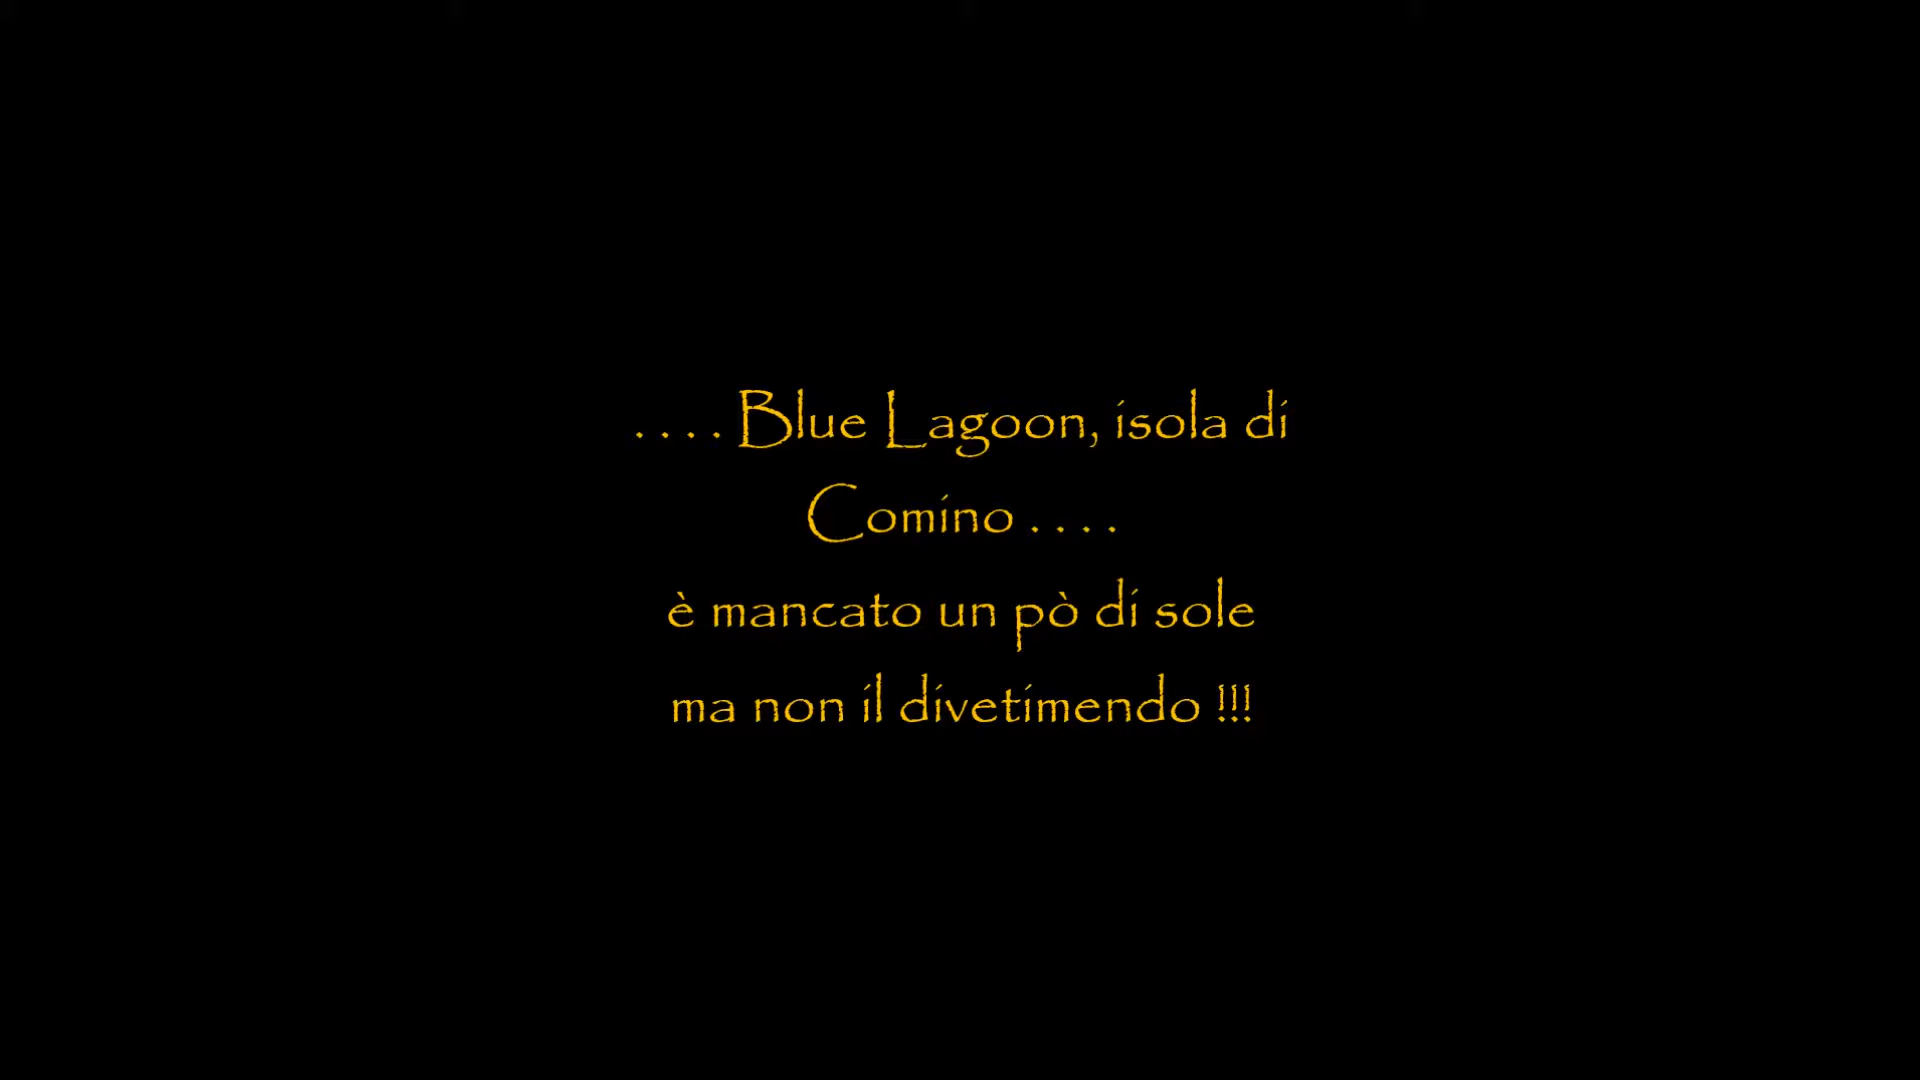 . . . . Blue Lagoon, isola di
Comino . . . .
è mancato un pò di sole
ma non il divetimendo !!!